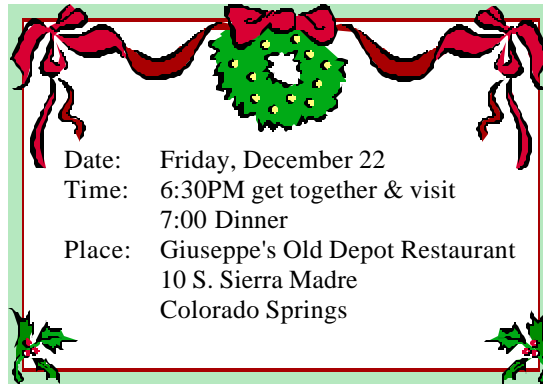 Date: Friday, December 22
Time: 6:30PM get together & visit
7:00 Dinner
Place: Giuseppe's Old Depot Restaurant
10 S. Sierra Madre
Colorado Springs